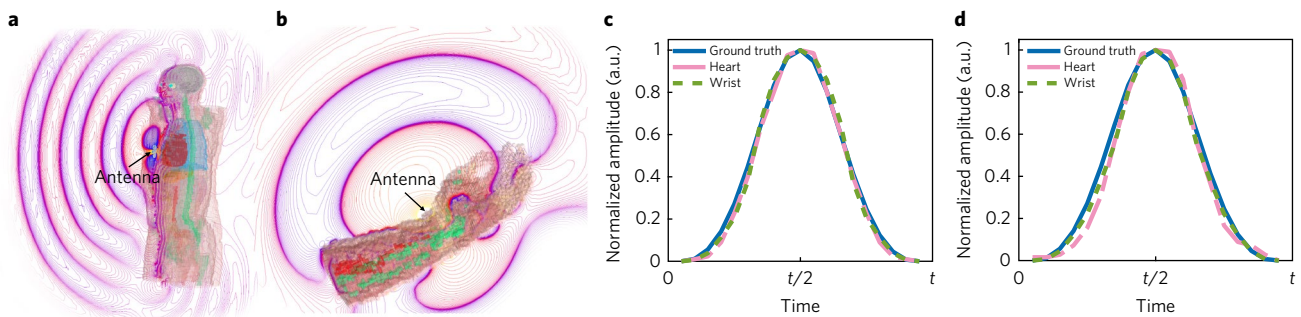 a
Antenna
b
Antenna
c
Normalized amplitude (a.u.)
1
0.8
0.6
0.4
0.2
0
Ground truth
Heart
Wrist
0
t/2
t
Time
d
Normalized amplitude (a.u.)
1
0.8
0.6
0.4
0.2
0
Ground truth
Heart
Wrist
0
t/2
t
Time